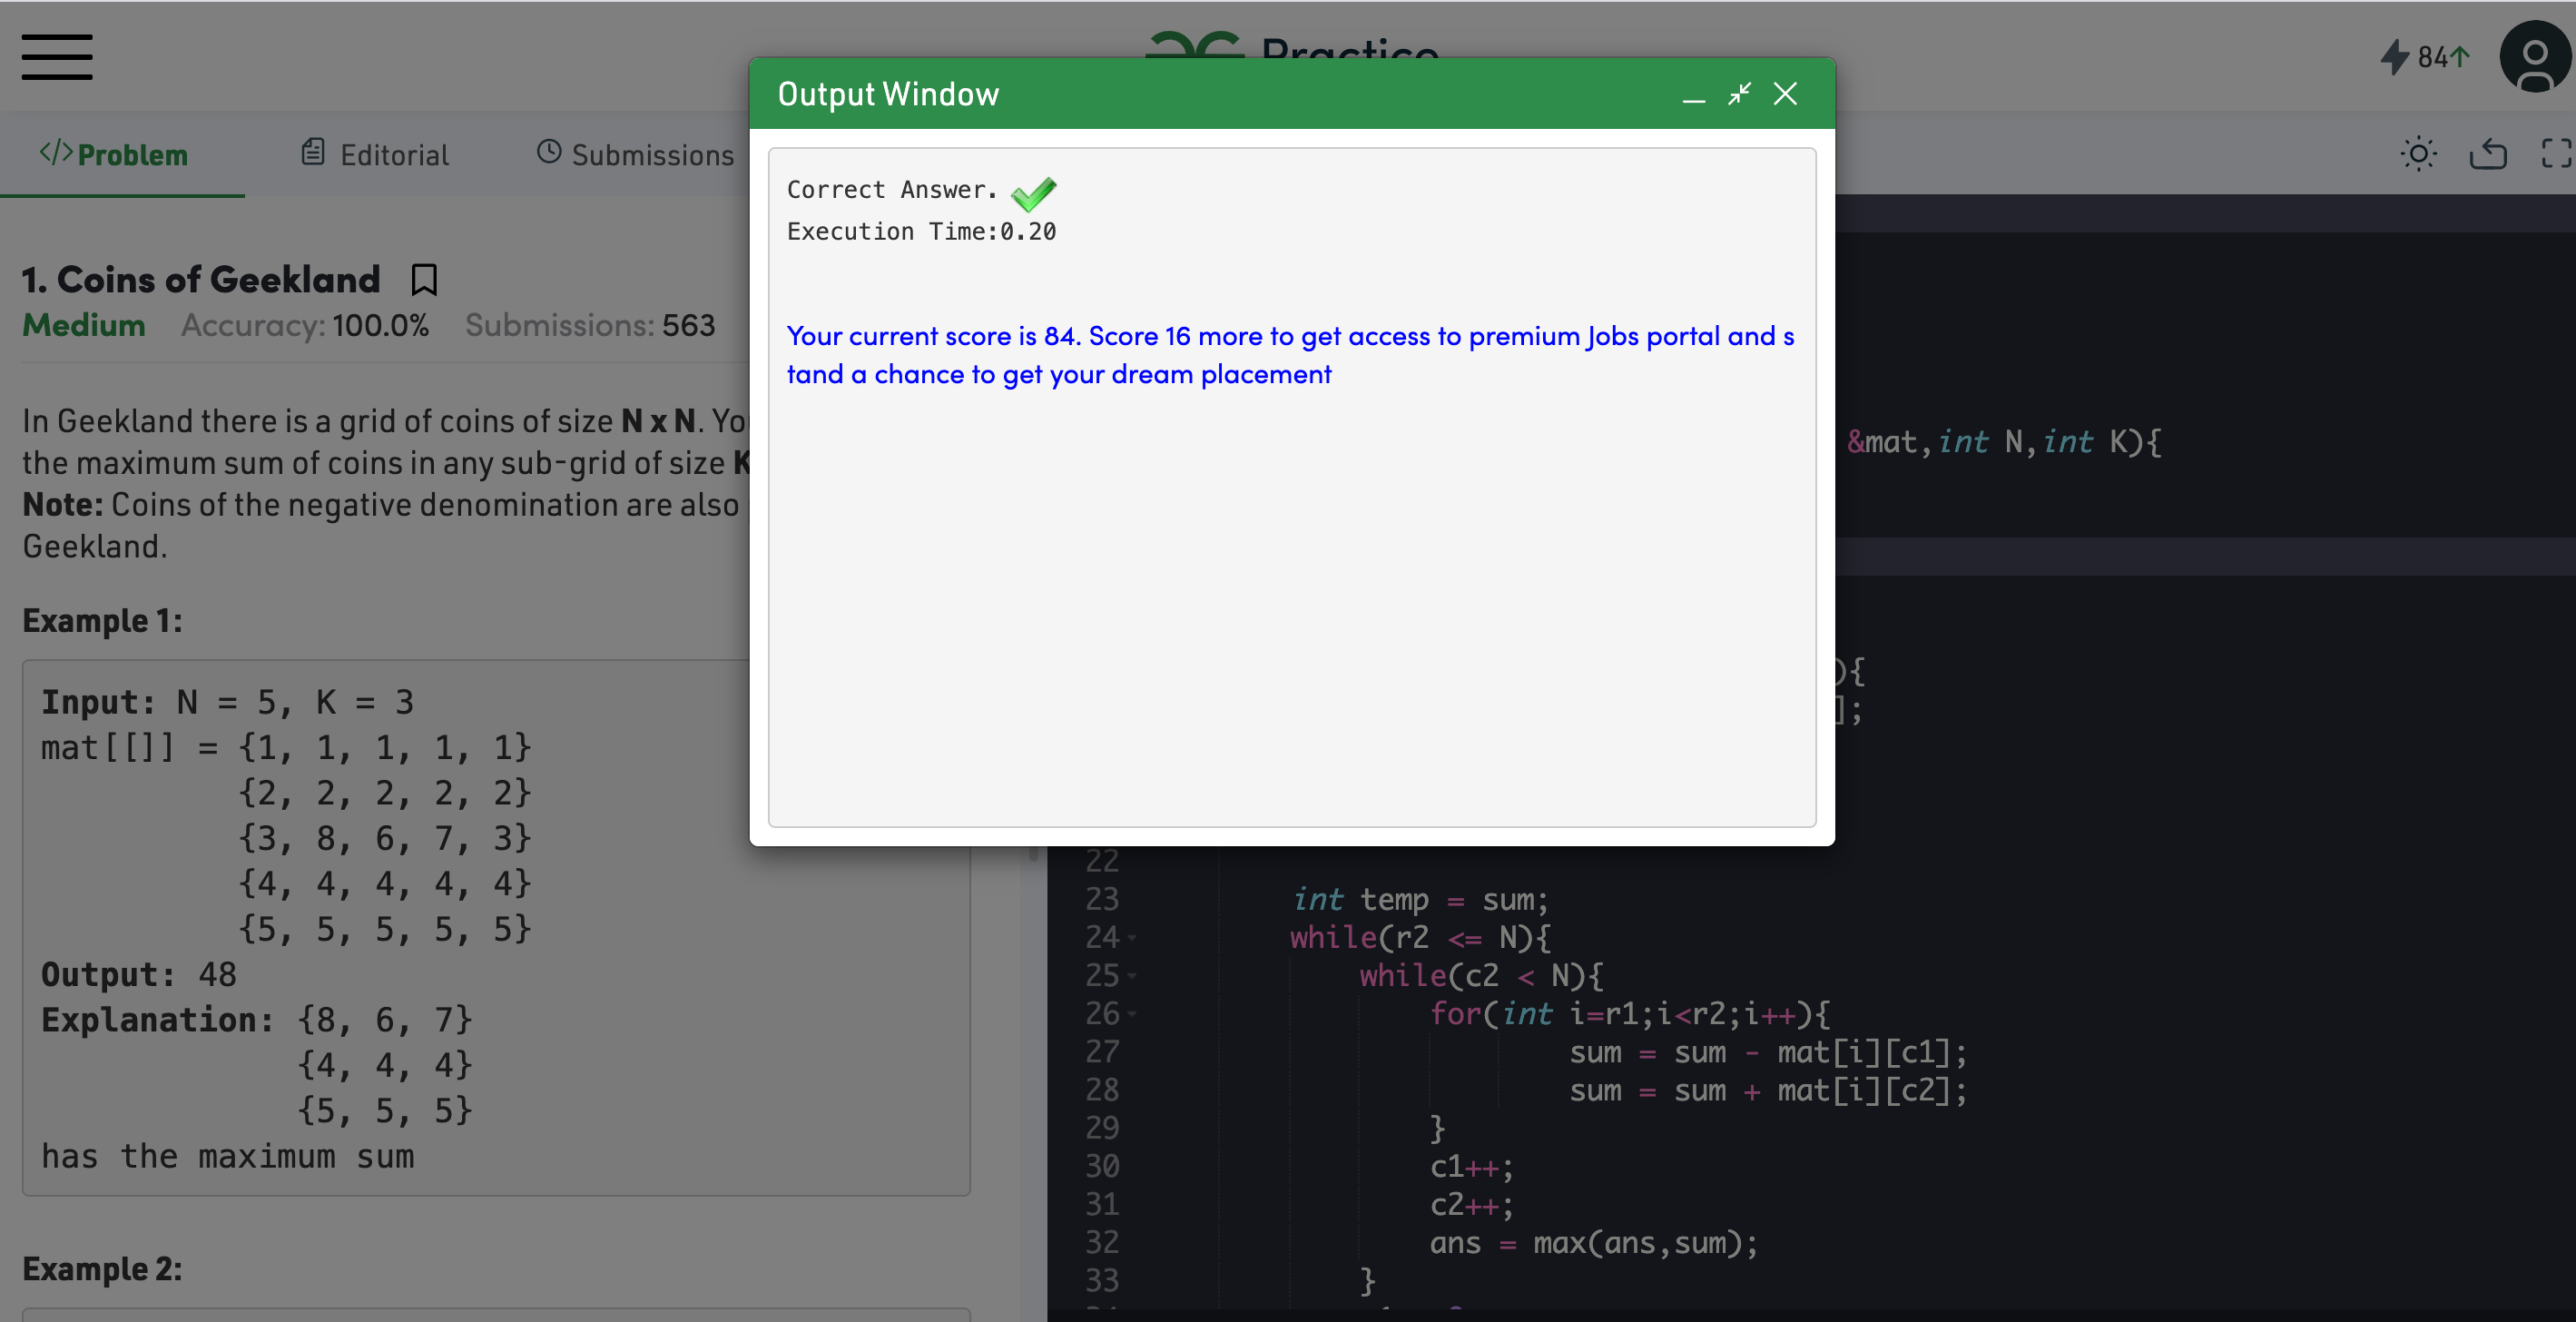 Practice
84↑
Output Window
</>Problem
Editorial
Submissions
Correct Answer.
Execution Time:0.20
Your current score is 84. Score 16 more to get access to premium Jobs portal and s
tand a chance to get your dream placement
1. Coins of Geekland
Medium Accuracy: 100.0% Submissions: 563
In Geekland there is a grid of coins of size N x N. Yo
the maximum sum of coins in any sub-grid of size K
Note: Coins of the negative denomination are also
Geekland.
Example 1:
Input: N = 5, K = 3
mat[[]] = {1, 1, 1, 1, 1}
{2, 2, 2, 2, 2}
{3, 8, 6, 7, 3}
{4, 4, 4, 4, 4}
{5, 5, 5, 5, 5}
Output: 48
Explanation: {8, 6, 7}
{4, 4, 4}
{5, 5, 5}
has the maximum sum
Example 2:
&mat,int N,int K){
){
];
22
23 int temp = sum;
24 while(r2 <= N){
25 while(c2 < N){
26 for(int i=r1;i<r2;i++){
27 sum = sum - mat[i][c1];
28 sum = sum + mat[i][c2];
29 }
30 c1++;
31 c2++;
32 ans = max(ans,sum);
33 }